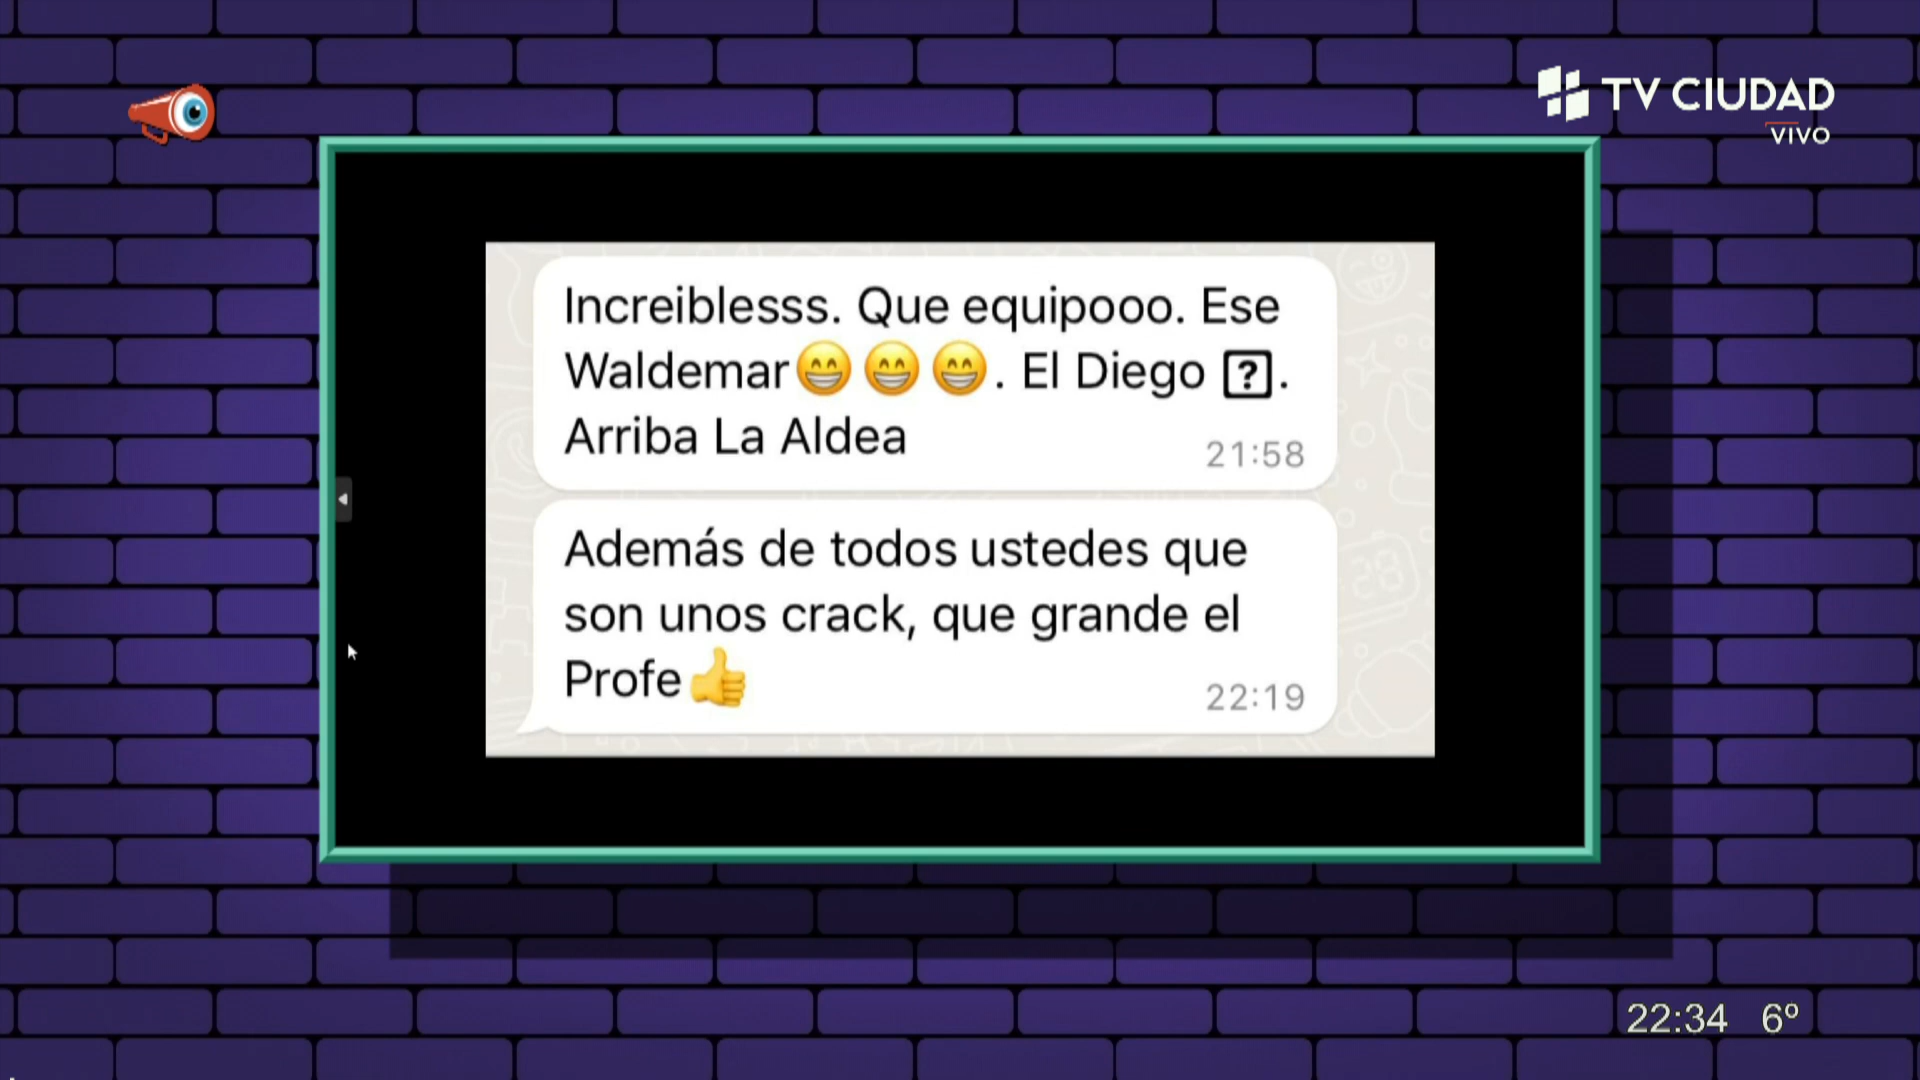 TV CIUDAD
VIVO
Increiblesss. Que equipooo. Ese
Waldemar😁😁😁. El Diego ?.
Arriba La Aldea
21:58
Además de todos ustedes que
son unos crack, que grande el
Profe👍
22:19
22:34 6º